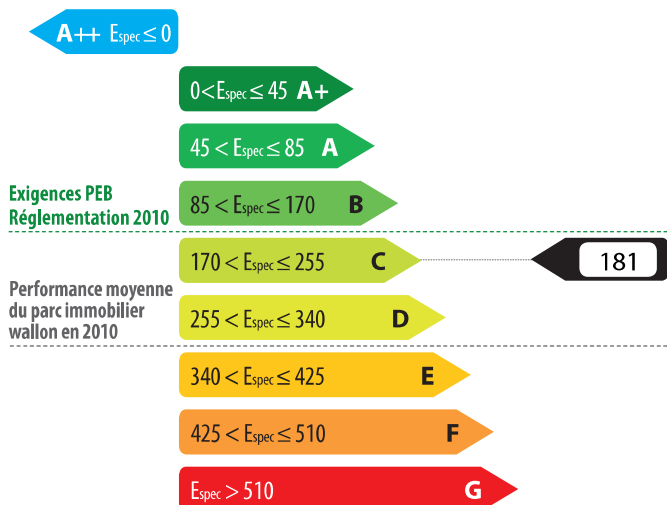 A++ Espec ≤ 0
0 < Espec ≤ 45 A+
45 < Espec ≤ 85 A
Exigences PEB
Réglementation 2010
85 < Espec ≤ 170 B
170 < Espec ≤ 255 C
181
Performance moyenne
du parc immobilier
wallon en 2010
255 < Espec ≤ 340 D
340 < Espec ≤ 425 E
425 < Espec ≤ 510 F
Espec > 510 G